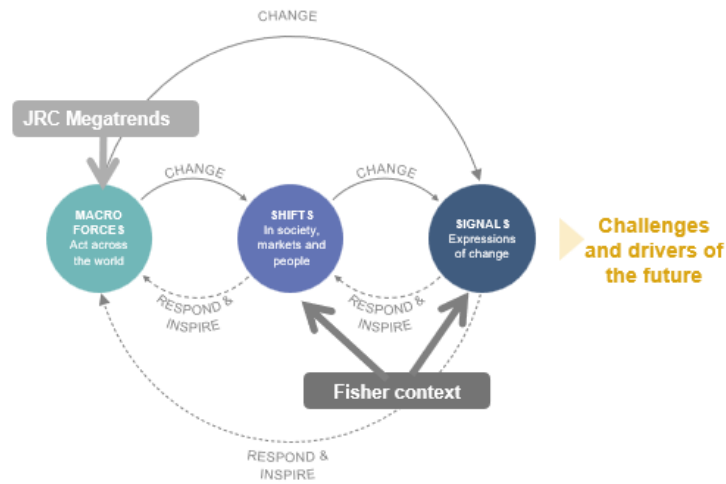 CHANGE
JRC Megatrends
CHANGE
CHANGE
MACRO
FORCES
Act across
the world
SHIFTS
In society,
markets and
people
SIGNALS
Expressions
of change
Challenges
and drivers of
the future
RESPOND &
INSPIRE
RESPOND &
INSPIRE
Fisher context
RESPOND &
INSPIRE